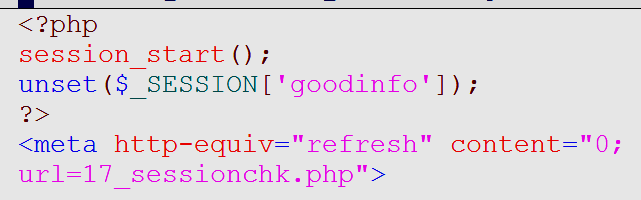 <?php
session_start();
unset($_SESSION['goodinfo']);
?>
<meta http-equiv="refresh" content="0;
url=17_sessionchk.php">